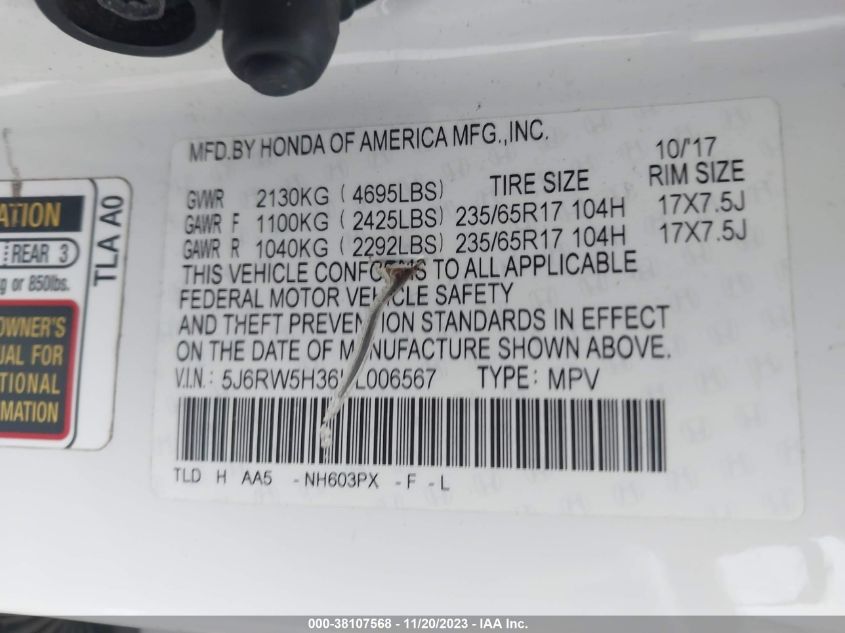 MFD.BY HONDA OF AMERICA MFG.,INC. 10/17
GVWR 2130KG (4695LBS) TIRE SIZE RIM SIZE
GAWR F 1100KG (2425LBS) 235/65R17 104H 17X7.5J
GAWR R 1040KG (2292LBS) 235/65R17 104H 17X7.5J
THIS VEHICLE CONFORMS TO ALL APPLICABLE
FEDERAL MOTOR VEHICLE SAFETY
AND THEFT PREVENTION STANDARDS IN EFFECT
ON THE DATE OF MANUFACTURE SHOWN ABOVE.
V.I.N.: TYPE: MPV
TLD H AA5 -NH603PX -F -L
ATION
REAR 3
g or 850lbs.
OWNER'S
UAL FOR
TIONAL
RMATION
TLA A0
000-38107568 - 11/20/2023 - IAA Inc.